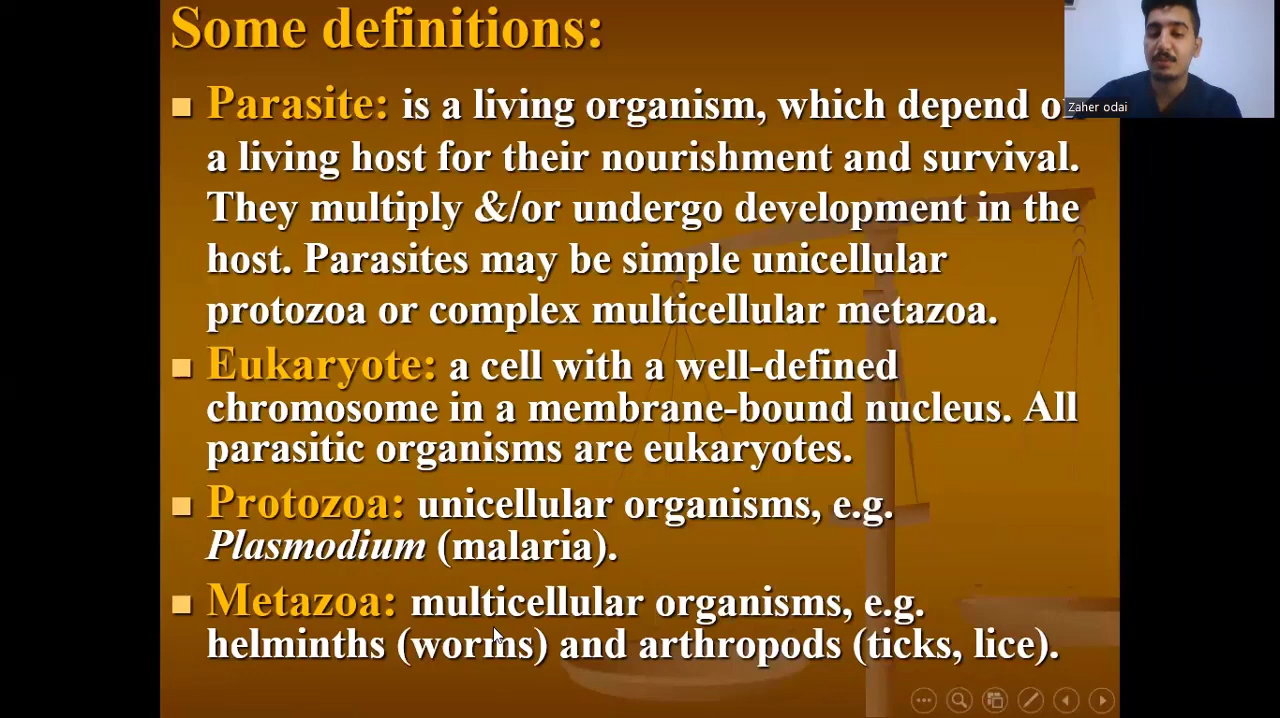 Some definitions:
Zaher odai
Parasite: is a living organism, which depend
a living host for their nourishment and survival.
They multiply &/or undergo development in the
host. Parasites may be simple unicellular
protozoa or complex multicellular metazoa.
Eukaryote: a cell with a well-defined
chromosome in a membrane-bound nucleus. All
parasitic organisms are eukaryotes.
Protozoa: unicellular organisms, e.g.
Plasmodium (malaria).
Metazoa: multicellular organisms, e.g.
helminths (worms) and arthropods (ticks, lice).